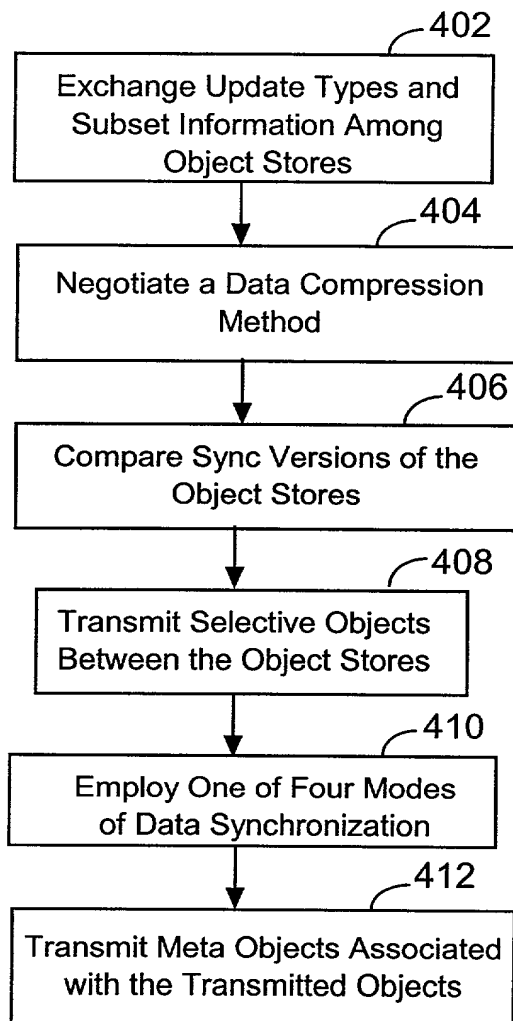 402
Exchange Update Types and
Subset Information Among
Object Stores
404
Negotiate a Data Compression
Method
406
Compare Sync Versions of the
Object Stores
408
Transmit Selective Objects
Between the Object Stores
410
Employ One of Four Modes
of Data Synchronization
412
Transmit Meta Objects Associated
with the Transmitted Objects